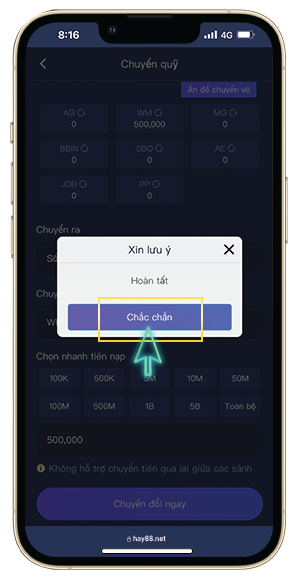 8:16
4G
Chuyển quỹ
Ấn để chuyển về
AG
WM
MG
0
500,000
0
BBIN
SBO
AE
0
0
0
JDB
PP
0
0
Chuyển ra
Xin lưu ý
Hoàn tất
Chắc chắn
Chọn nhanh tiền nạp
100K
500K
5M
10M
50M
100M
500M
1B
5B
Toàn bộ
500,000
Không hỗ trợ chuyển tiền qua lại giữa các sảnh
Chuyển đổi ngay
hay88.net